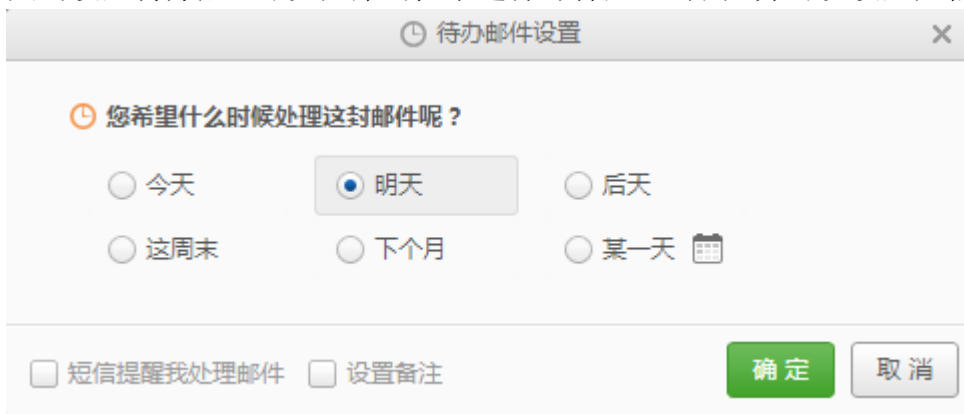 待办邮件设置
您希望什么时候处理这封邮件呢？
今天 明天 后天
这周末 下个月 某一天
短信提醒我处理邮件 设置备注 确定 取消